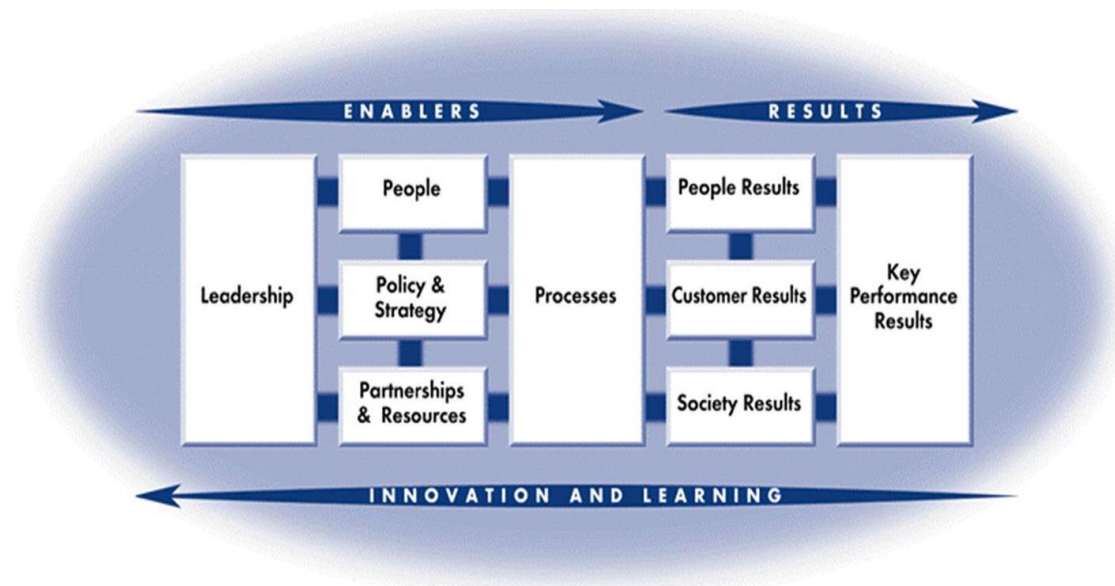 ENABLERS
RESULTS
Leadership
People
Policy &
Strategy
Partnerships
& Resources
Processes
People Results
Customer Results
Society Results
Key
Performance
Results
INNOVATION AND LEARNING